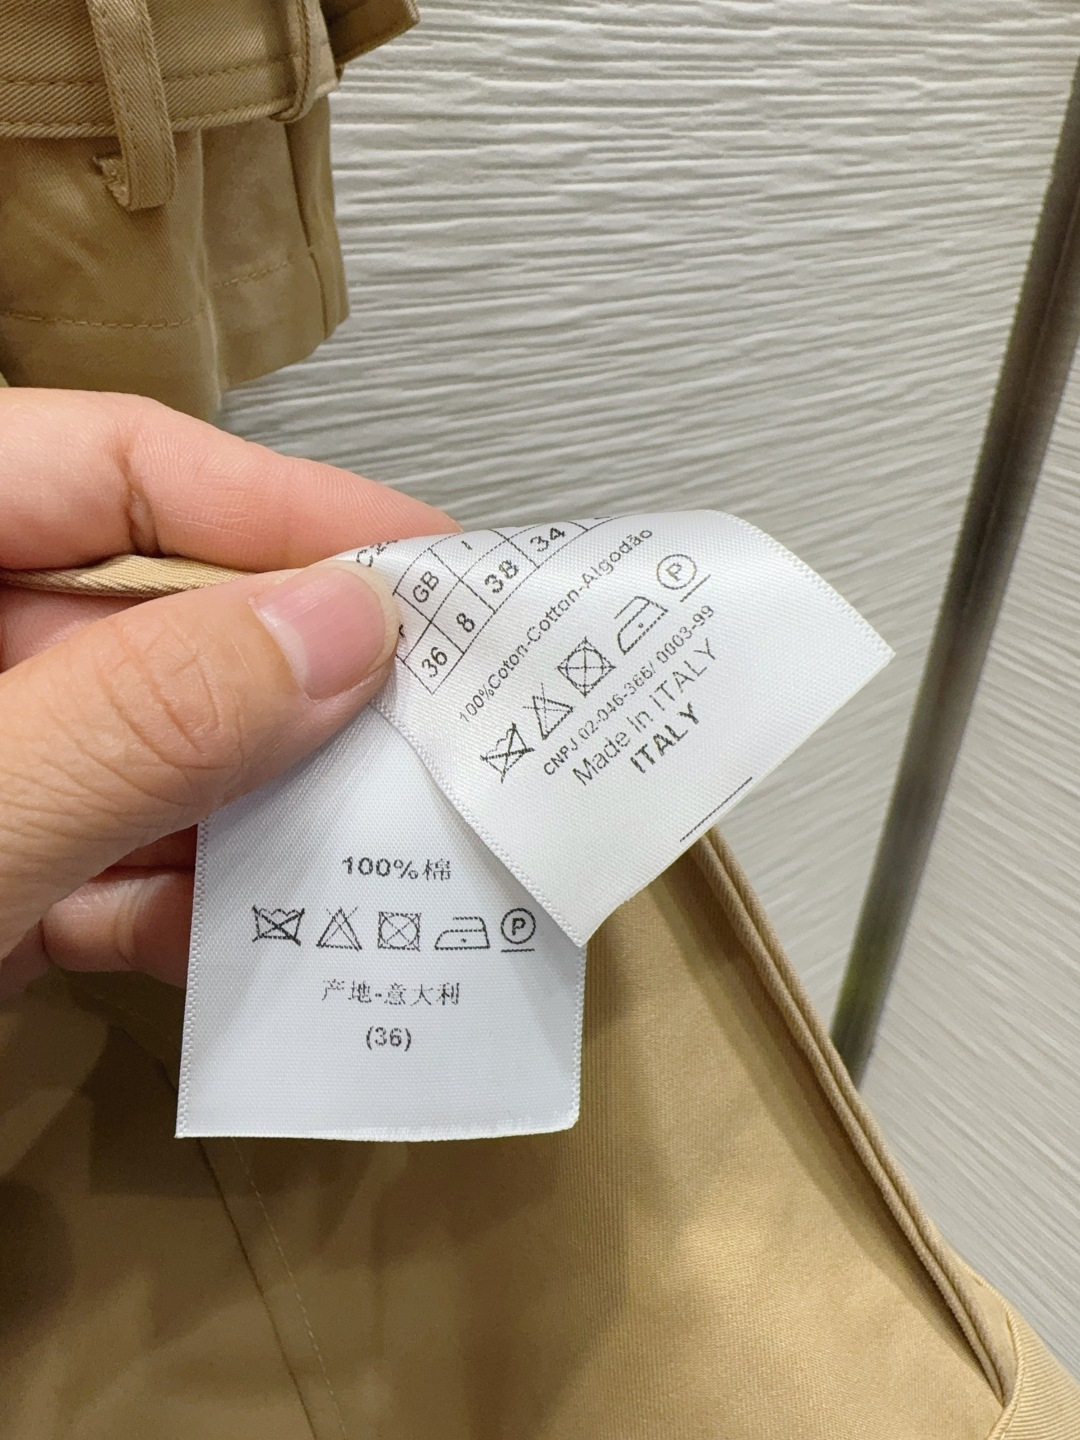 GB I
36 8 38 34
100%Coton-Cotton-Algodão
P
CNPJ 02-046-366/ 0003-99
Made In ITALY
ITALY
100%棉
P
产地-意大利
(36)